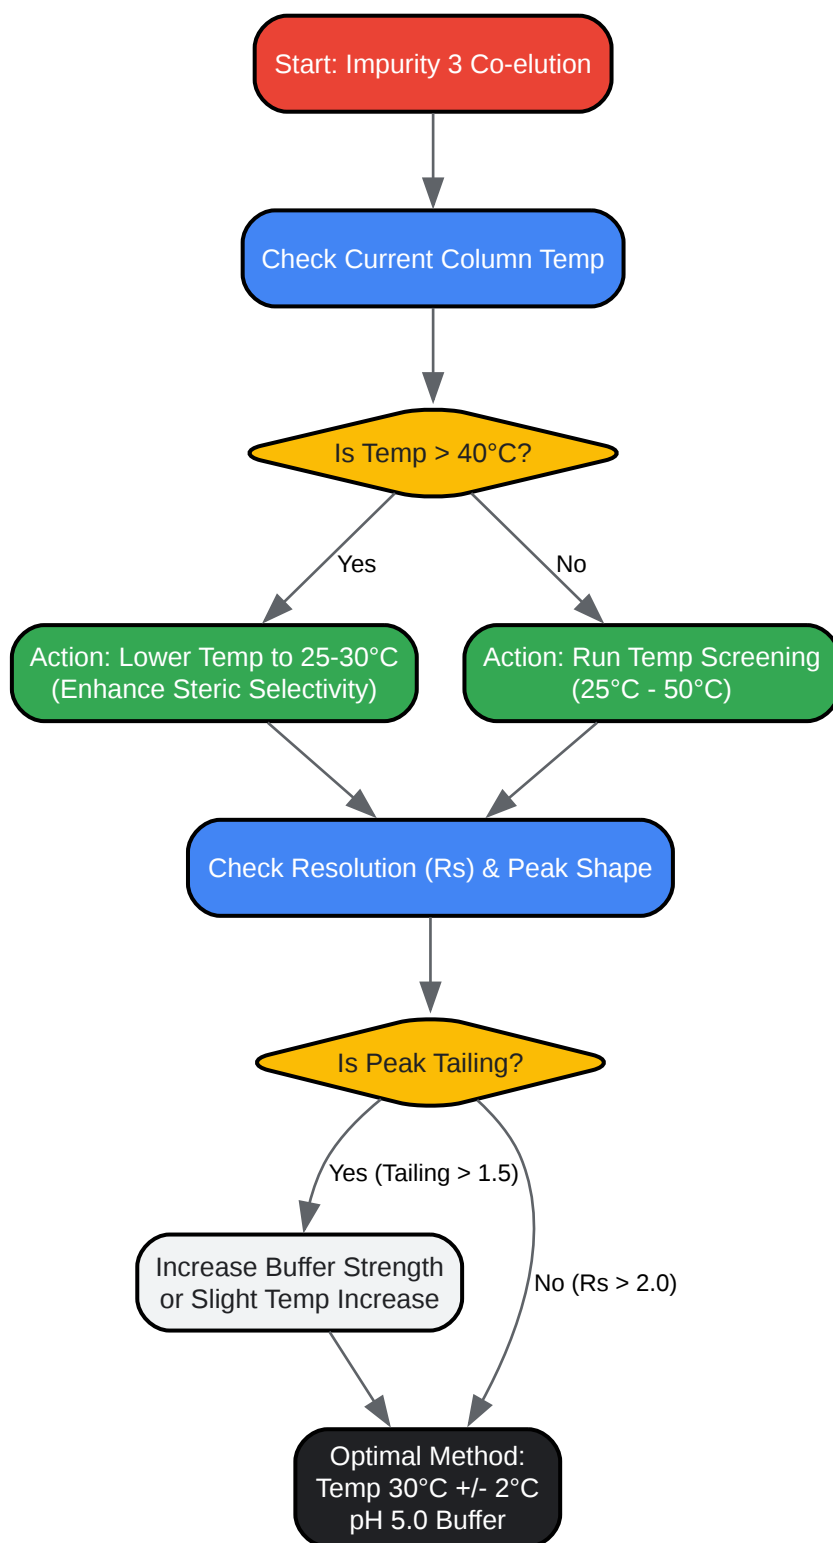 Start: Impurity 3 Co-elution
Check Current Column Temp
Is Temp > 40°C?
Yes
No
Action: Lower Temp to 25-30°C
(Enhance Steric Selectivity)
Action: Run Temp Screening
(25°C - 50°C)
Check Resolution (Rs) & Peak Shape
Is Peak Tailing?
Yes (Tailing > 1.5)
Increase Buffer Strength
or Slight Temp Increase
No (Rs > 2.0)
Optimal Method:
Temp 30°C +/- 2°C
pH 5.0 Buffer